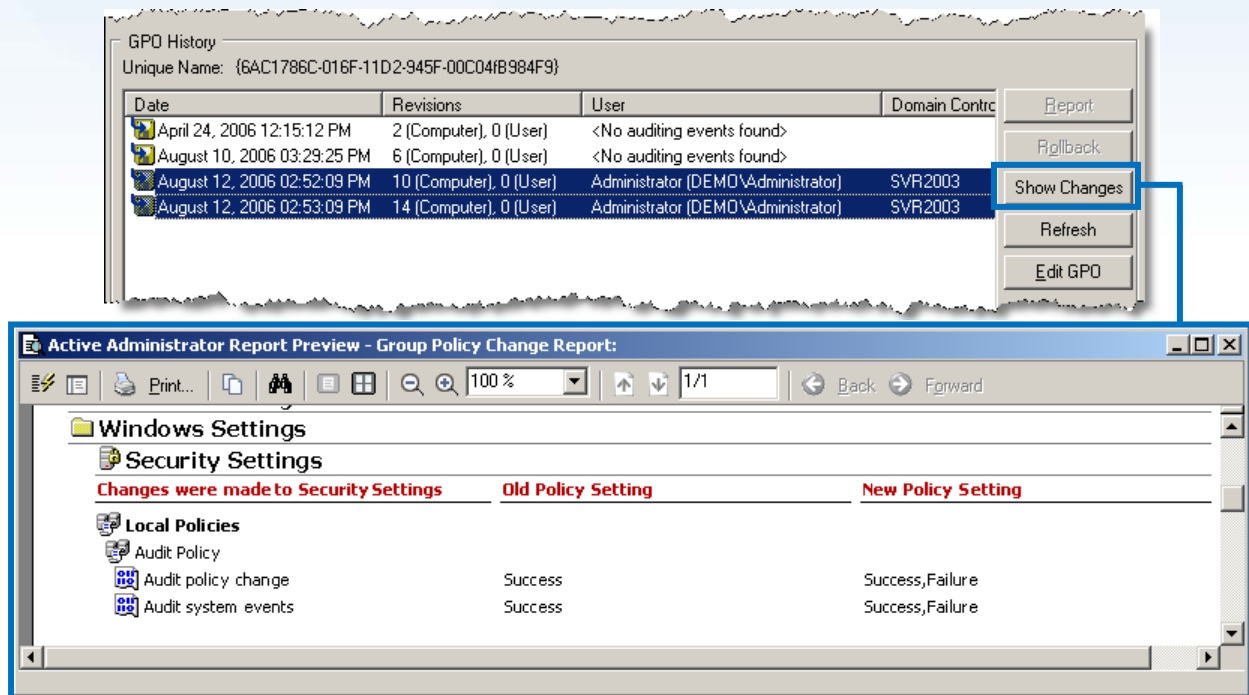 GPO History
Unique Name: {6AC1786C-016F-11D2-945F-00C04fB984F9}
Date Revisions User Domain Contrc Report
April 24, 2006 12:15:12 PM 2 (Computer), 0 (User) <No auditing events found>
Rollback
August 10, 2006 03:29:25 PM 6 (Computer), 0 (User) <No auditing events found>
August 12, 2006 02:52:09 PM 10 (Computer), 0 (User) Administrator (DEMO\Administrator) SVR2003 Show Changes
August 12, 2006 02:53:09 PM 14 (Computer), 0 (User) Administrator (DEMO\Administrator) SVR2003
Refresh
Edit GPO
Active Administrator Report Preview - Group Policy Change Report:
Print... 100 % 1/1 Back Forward
Windows Settings
Security Settings
Changes were made to Security Settings Old Policy Setting New Policy Setting
Local Policies
Audit Policy
Audit policy change Success Success,Failure
Audit system events Success Success,Failure